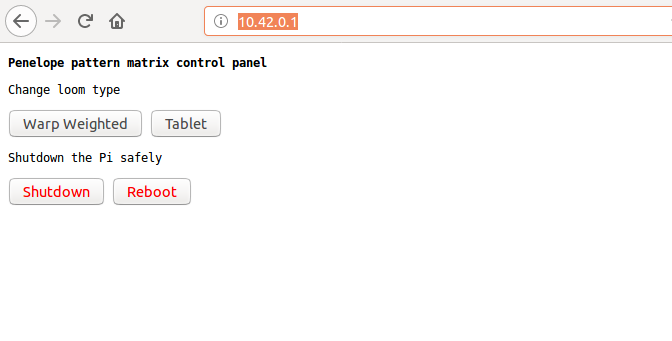 10.42.0.1
Penelope pattern matrix control panel
Change loom type
Warp Weighted Tablet
Shutdown the Pi safely
Shutdown Reboot